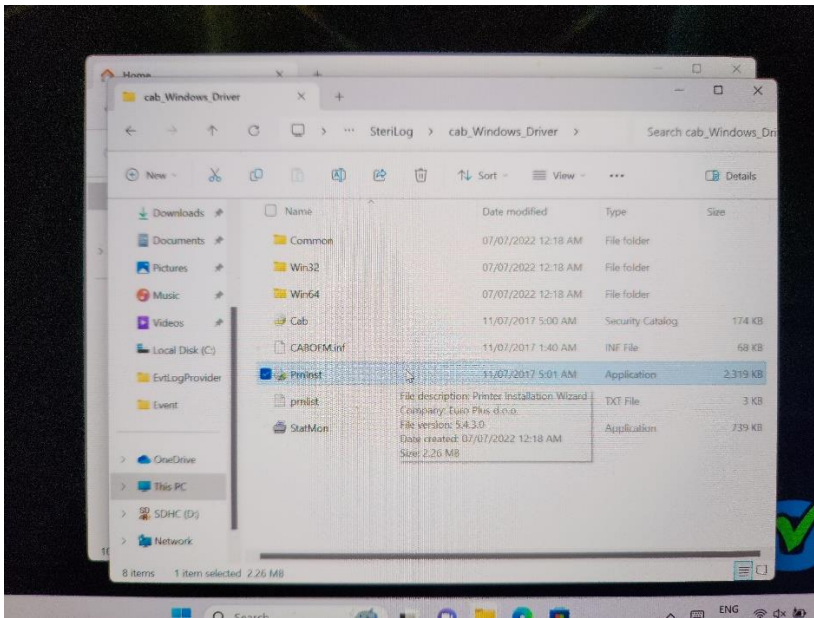 Home
cab_Windows_Driver
SteriLog > cab_Windows_Driver >
Search cab_Windows_Dri
New
Sort
View
Details
Name Date modified Type Size
Downloads
Documents
Pictures
Music
Videos
Local Disk (C:)
EvtLogProvider
Event
OneDrive
This PC
SDHC (D:)
Network
Common 07/07/2022 12:18 AM File folder
Win32 07/07/2022 12:18 AM File folder
Win64 07/07/2022 12:18 AM File folder
Cab 11/07/2017 5:00 AM Security Catalog 174 KB
CABOEM.inf 11/07/2017 1:40 AM INF File 68 KB
PrnInst 11/07/2017 5:01 AM Application 2,319 KB
prnlist TXT File 3 KB
StatMon Application 739 KB
File description: Printer Installation Wizard
Company: Euro Plus d.o.o.
File version: 5.4.3.0
Date created: 07/07/2022 12:18 AM
Size: 2.26 MB
8 items 1 item selected 2.26 MB
Search
ENG